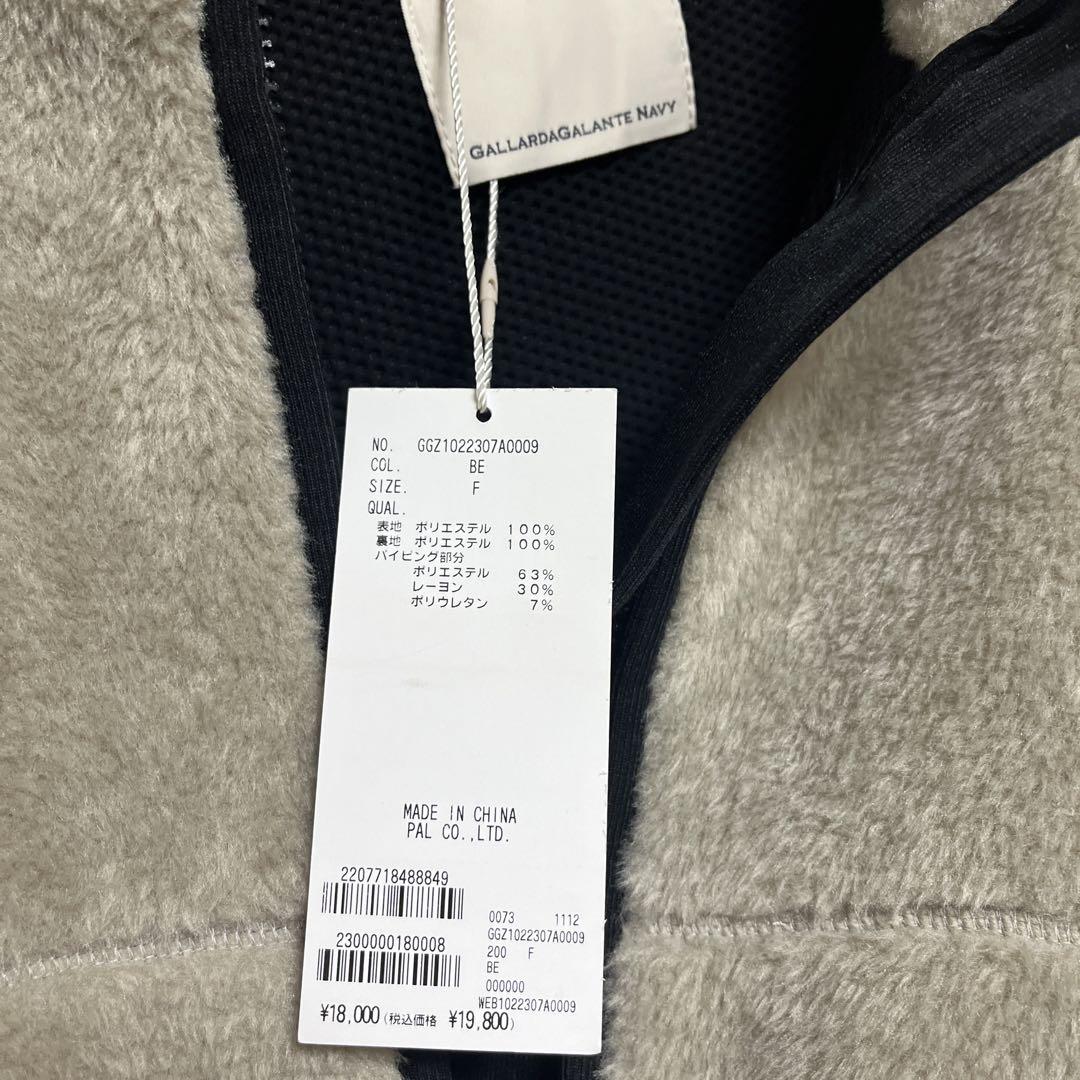 GALLARDAGALANTE NAVY
NO. GGZ1022307A0009
COL. BE
SIZE. F
QUAL.
表地 ポリエステル 100%
裏地 ポリエステル 100%
パイピング部分
ポリエステル 63%
レーヨン 30%
ポリウレタン 7%
MADE IN CHINA
PAL CO.,LTD.
2207718488849
2300000180008
0073 1112
GGZ1022307A0009
200 F
BE
000000
WEB1022307A0009
¥18,000(税込価格 ¥19,800)